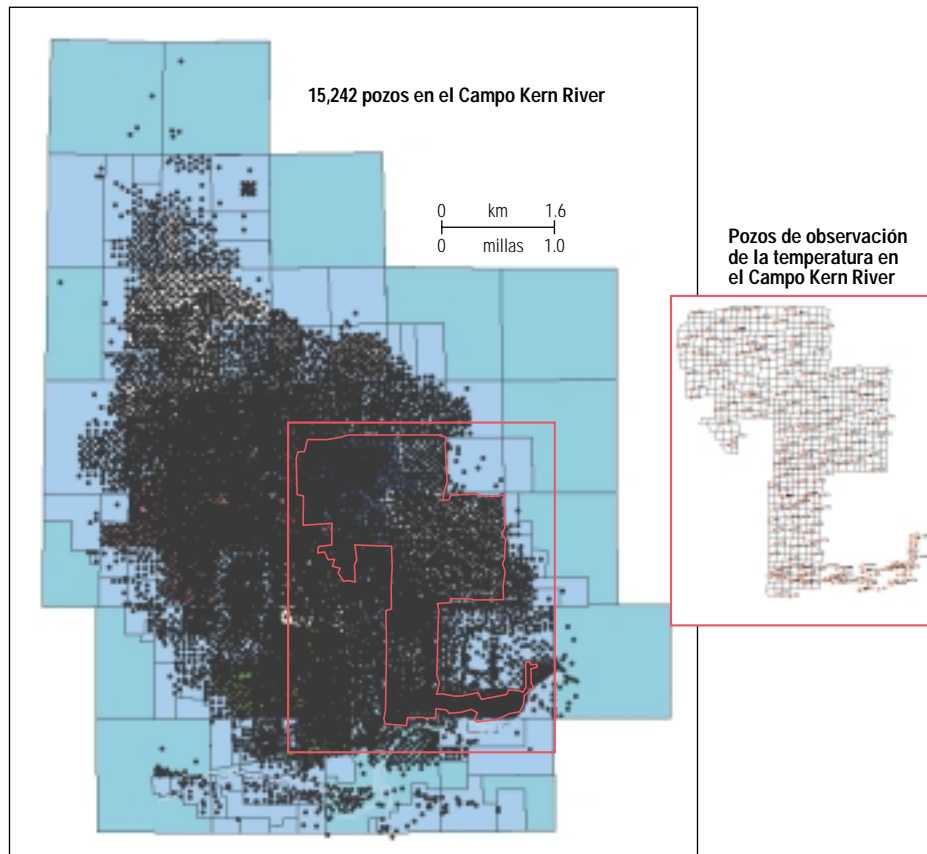 15,242 pozos en el Campo Kern River
0 km 1.6
0 millas 1.0
Pozos de observación
de la temperatura en
el Campo Kern River